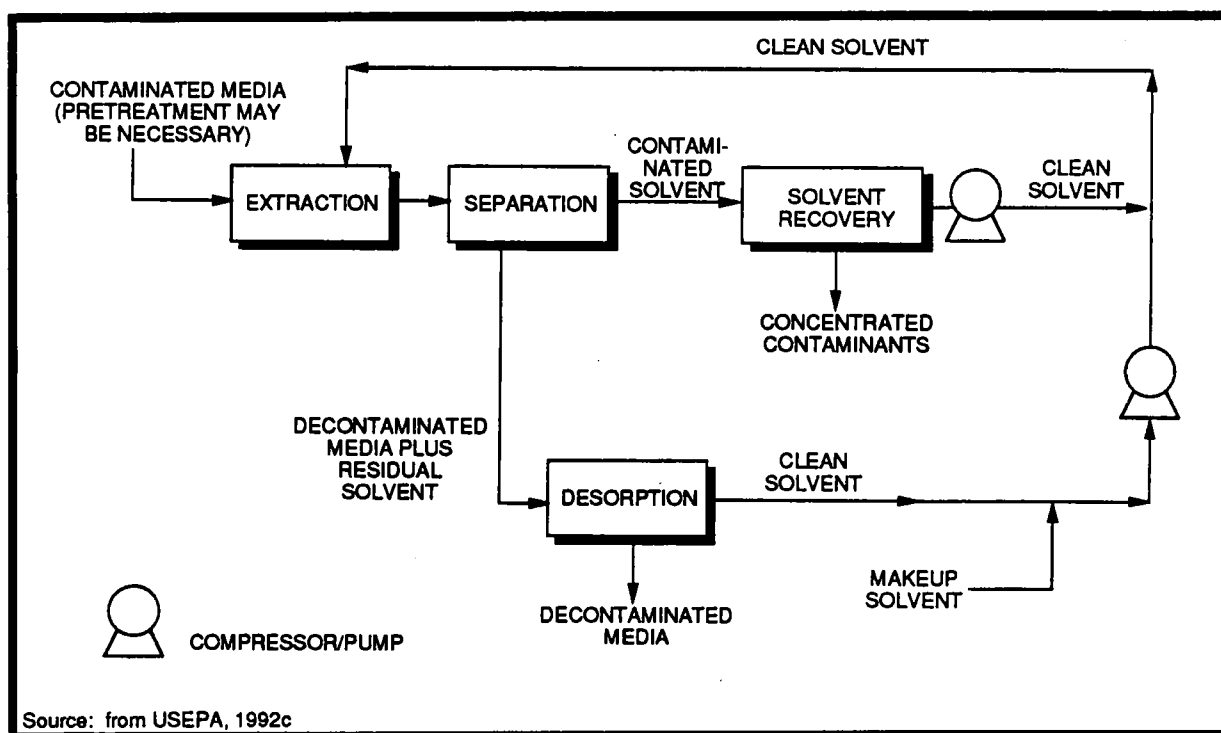 CLEAN SOLVENT
CONTAMINATED MEDIA
(PRETREATMENT MAY
BE NECESSARY)
EXTRACTION
SEPARATION
CONTAMI-
NATED
SOLVENT
SOLVENT
RECOVERY
CLEAN
SOLVENT
CONCENTRATED
CONTAMINANTS
DECONTAMINATED
MEDIA PLUS
RESIDUAL
SOLVENT
DESORPTION
CLEAN
SOLVENT
MAKEUP
SOLVENT
DECONTAMINATED
MEDIA
COMPRESSOR/PUMP
Source: from USEPA, 1992c